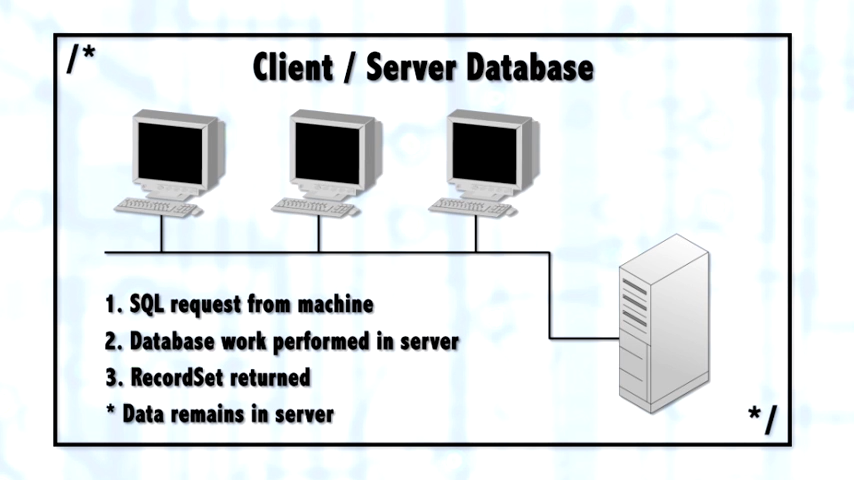 /*
Client / Server Database
1. SQL request from machine
2. Database work performed in server
3. RecordSet returned
* Data remains in server
*/